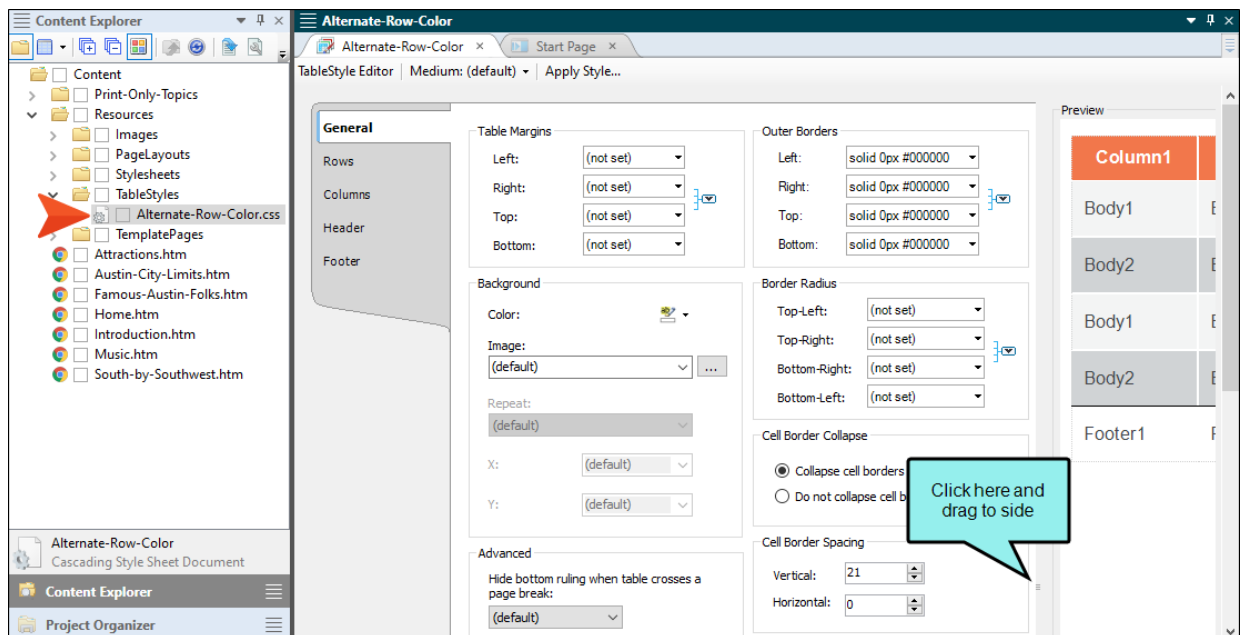 Content Explorer
Content
Print-Only-Topics
Resources
Images
PageLayouts
Stylesheets
TableStyles
Alternate-Row-Color.css
TemplatePages
Attractions.htm
Austin-City-Limits.htm
Famous-Austin-Folks.htm
Home.htm
Introduction.htm
Music.htm
South-by-Southwest.htm
Alternate-Row-Color
Cascading Style Sheet Document
Content Explorer
Project Organizer
Alternate-Row-Color
Alternate-Row-Color × Start Page ×
TableStyle Editor Medium: (default) Apply Style...
General
Rows
Columns
Header
Footer
Table Margins
Left: (not set)
Right: (not set)
Top: (not set)
Bottom: (not set)
Background
Color:
Image:
(default) ...
Repeat:
(default)
X: (default)
Y: (default)
Advanced
Hide bottom ruling when table crosses a
page break:
(default)
Outer Borders
Left: solid 0px #000000
Right: solid 0px #000000
Top: solid 0px #000000
Bottom: solid 0px #000000
Border Radius
Top-Left: (not set)
Top-Right: (not set)
Bottom-Right: (not set)
Bottom-Left: (not set)
Cell Border Collapse
Collapse cell borders
Do not collapse cell b
Cell Border Spacing
Vertical: 21
Horizontal: 0
Click here and
drag to side
Preview
Column1
Body1
Body2
Body1
Body2
Footer1